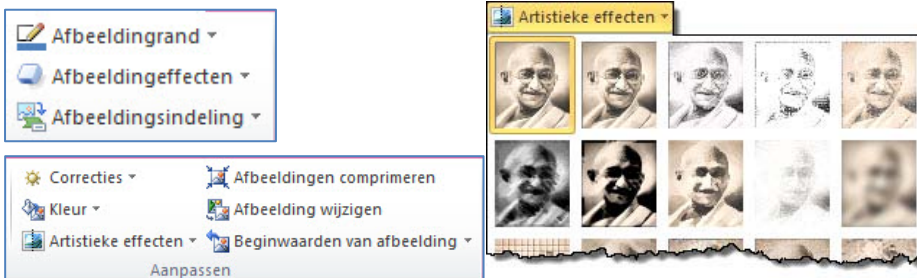 Afbeeldingrand
Afbeeldingeffecten
Afbeeldingsindeling
Correcties
Afbeeldingen comprimeren
Kleur
Afbeelding wijzigen
Artistieke effecten
Beginwaarden van afbeelding
Aanpassen
Artistieke effecten